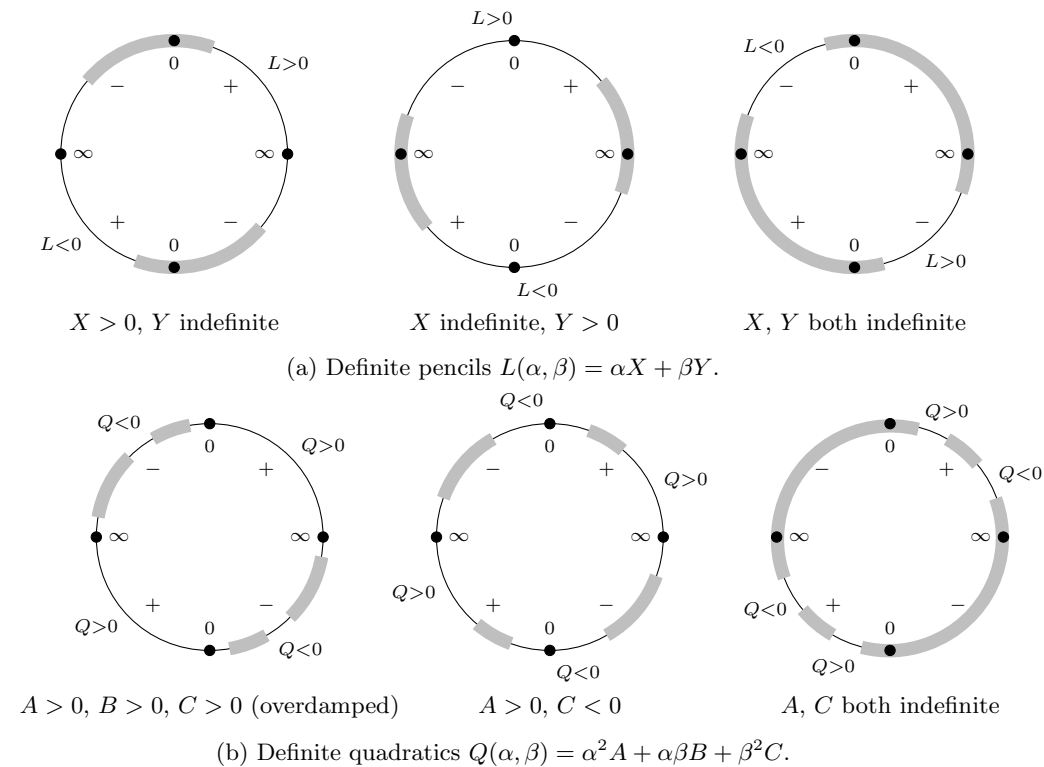 L>0
L<0
0
0
L>0
0
0
− +
− +
− +
∞ ∞
∞ ∞
∞ ∞
+ −
+ −
+ −
L<0
0
0
0
L>0
L<0
X > 0, Y indefinite
X indefinite, Y > 0
X, Y both indefinite
(a) Definite pencils L(α, β) = αX + βY.
Q<0
Q>0
Q<0
0
Q>0
0
0
− +
− +
− +
Q>0
Q<0
∞ ∞
∞ ∞
∞ ∞
Q>0
+ −
+ −
+ −
Q<0
Q>0
0
0
0
Q<0
Q<0
Q>0
A > 0, B > 0, C > 0 (overdamped)
A > 0, C < 0
A, C both indefinite
(b) Definite quadratics Q(α, β) = α²A + αβB + β²C.